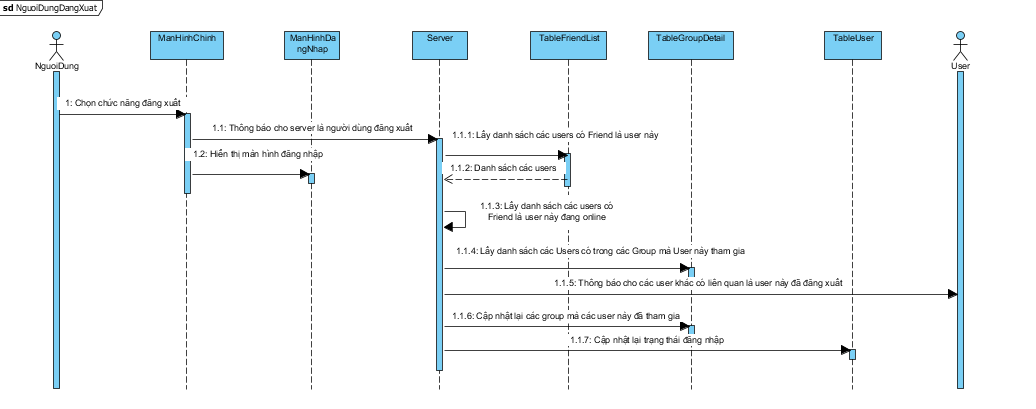 sd NguoiDungDangXuat
NguoiDung
ManHinhChinh
ManHinhDa
ngNhap
Server
TableFriendList
TableGroupDetail
TableUser
User
1: Chọn chức năng đăng xuất
1.1: Thông báo cho server là người dùng đăng xuất
1.1.1: Lấy danh sách các users có Friend là user này
1.2: Hiển thị màn hình đăng nhập
1.1.2: Danh sách các users
1.1.3: Lấy danh sách các users có
Friend là user này đang online
1.1.4: Lấy danh sách các Users có trong các Group mà User này tham gia
1.1.5: Thông báo cho các user khác có liên quan là user này đã đăng xuất
1.1.6: Cập nhật lại các group mà các user này đã tham gia
1.1.7: Cập nhật lại trạng thái đăng nhập